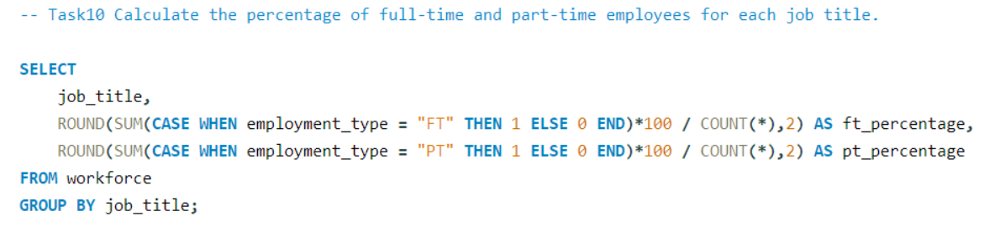 -- Task10 Calculate the percentage of full-time and part-time employees for each job title.
SELECT
job_title,
ROUND(SUM(CASE WHEN employment_type = "FT" THEN 1 ELSE 0 END)*100 / COUNT(*),2) AS ft_percentage,
ROUND(SUM(CASE WHEN employment_type = "PT" THEN 1 ELSE 0 END)*100 / COUNT(*),2) AS pt_percentage
FROM workforce
GROUP BY job_title;